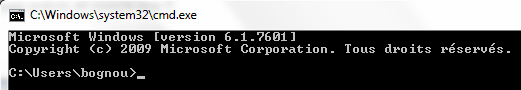 C:\Windows\system32\cmd.exe
Microsoft Windows [version 6.1.7601]
Copyright (c) 2009 Microsoft Corporation. Tous droits réservés.
C:\Users\bognou>_